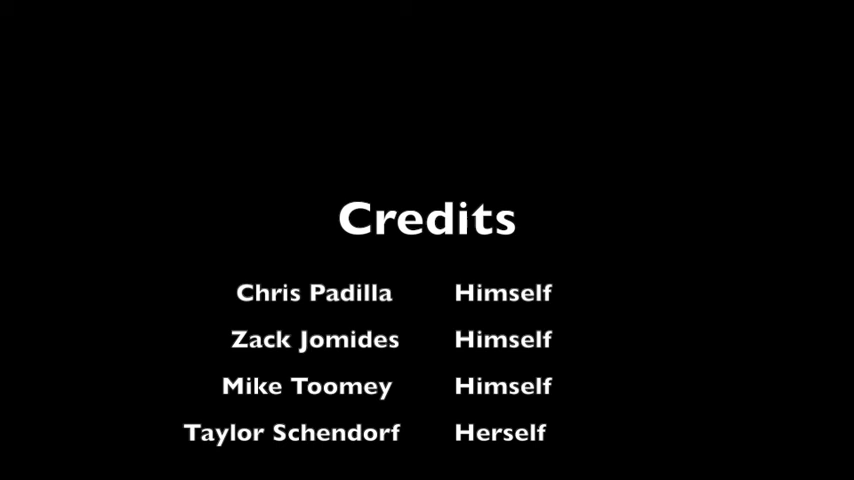 Credits
Chris Padilla Himself
Zack Jomides Himself
Mike Toomey Himself
Taylor Schendorf Herself